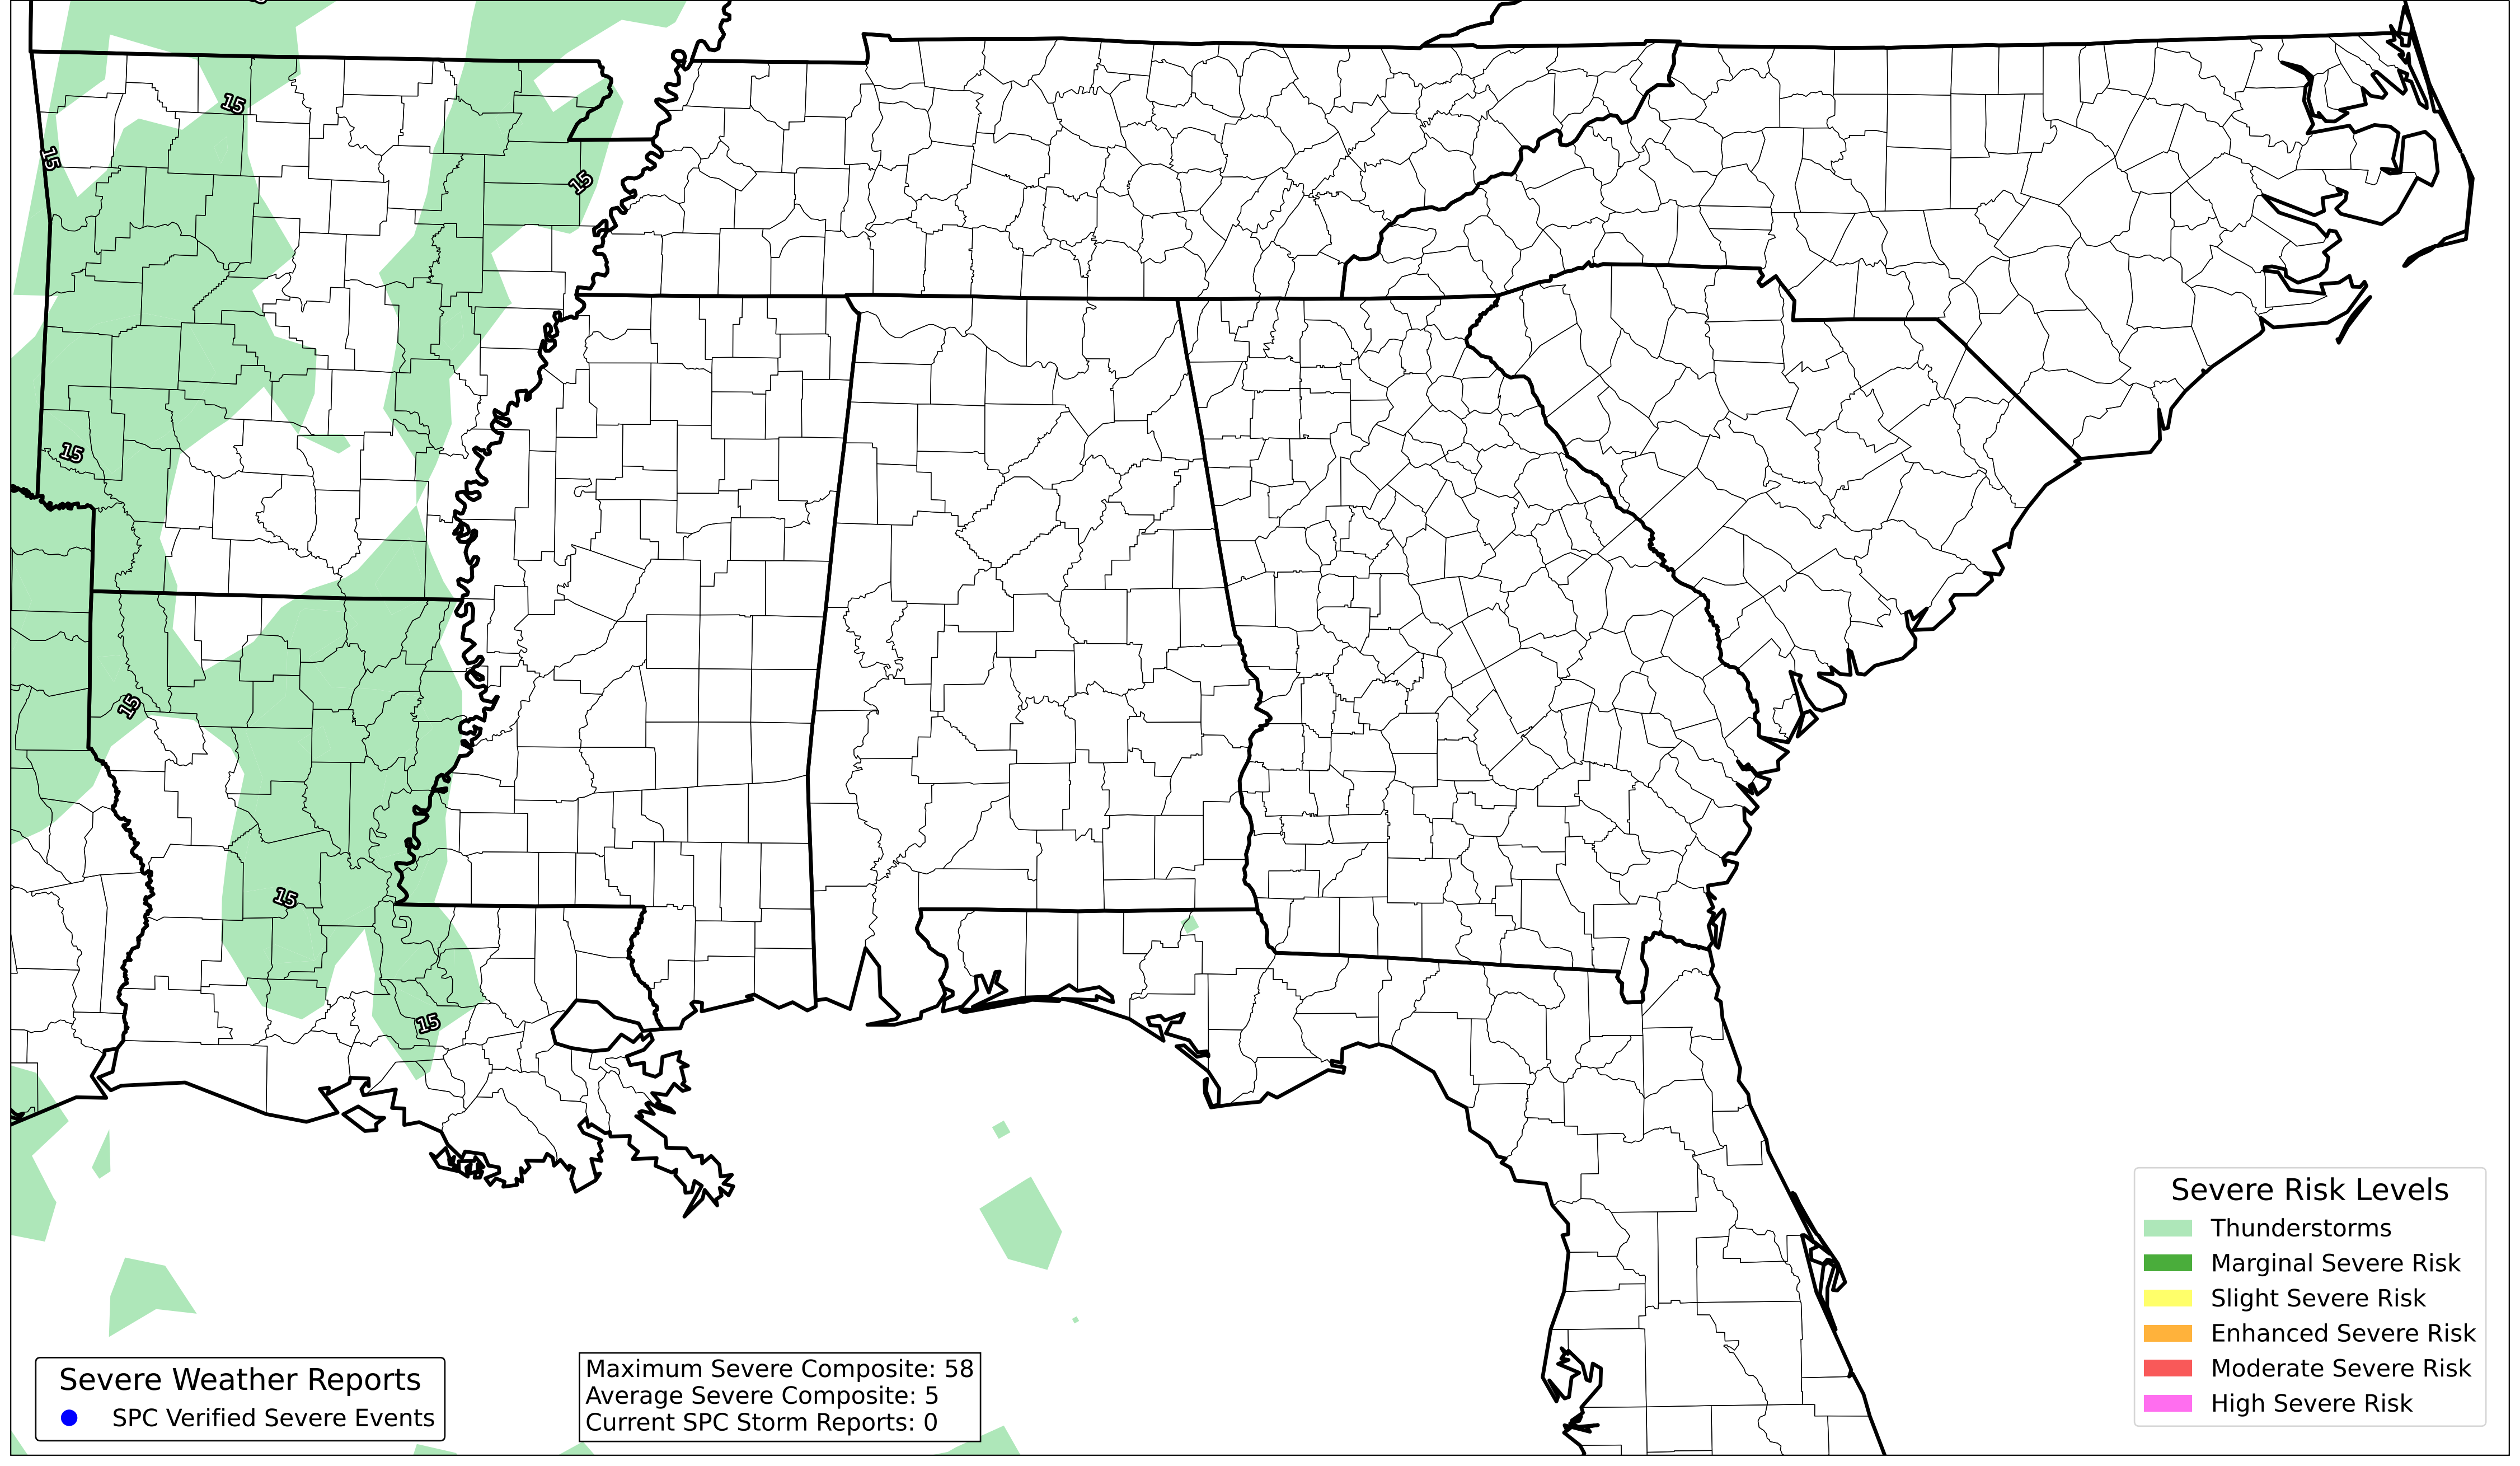 15
15
15
15
15
15
15
Severe Risk Levels
Thunderstorms
Marginal Severe Risk
Slight Severe Risk
Enhanced Severe Risk
Moderate Severe Risk
High Severe Risk
Severe Weather Reports
SPC Verified Severe Events
Maximum Severe Composite: 58
Average Severe Composite: 5
Current SPC Storm Reports: 0